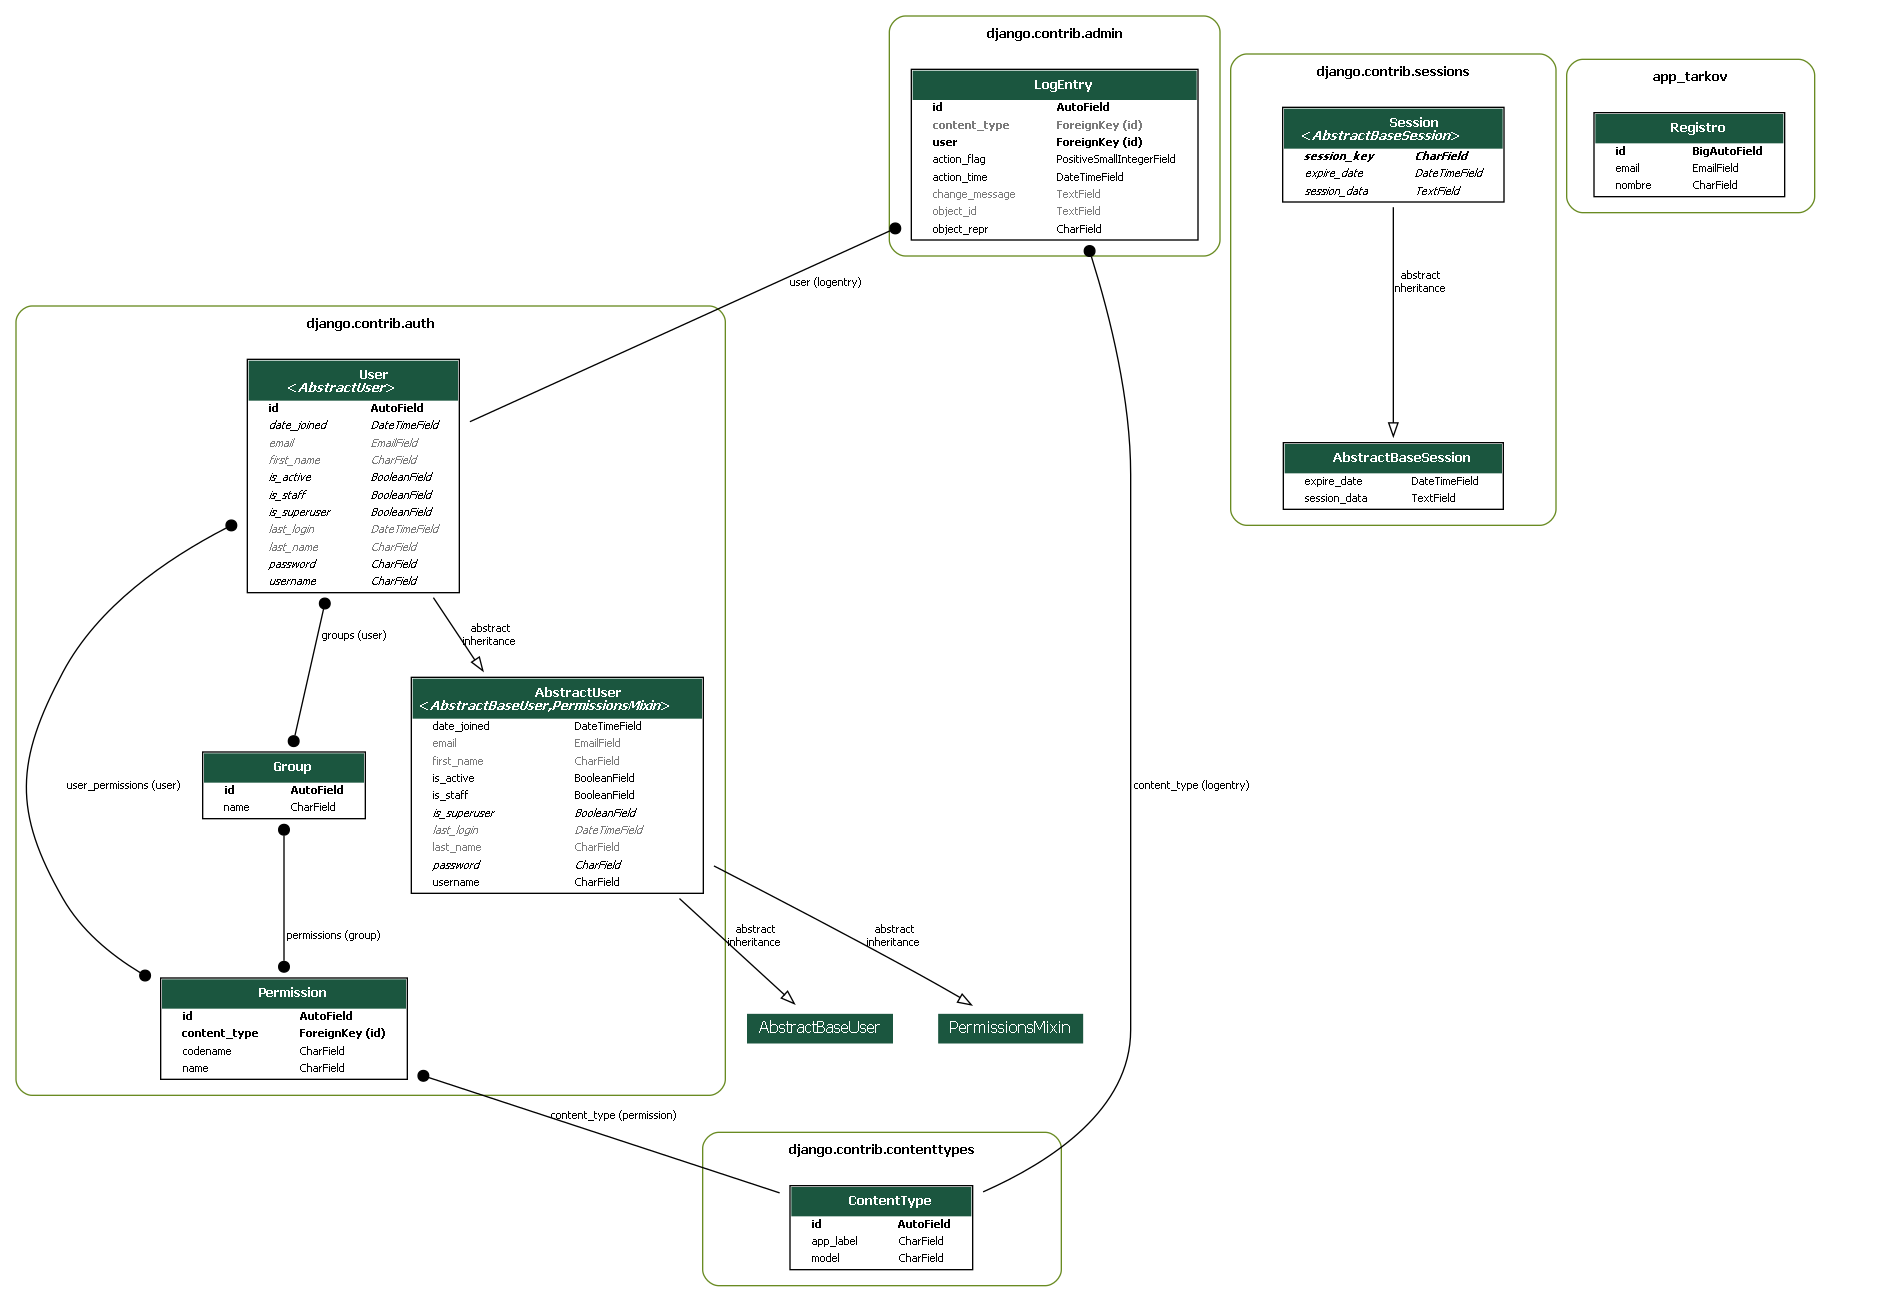 django.contrib.admin
LogEntry
id AutoField
content_type ForeignKey (id)
user ForeignKey (id)
action_flag PositiveSmallIntegerField
action_time DateTimeField
change_message TextField
object_id TextField
object_repr CharField
django.contrib.sessions
Session
<AbstractBaseSession>
session_key CharField
expire_date DateTimeField
session_data TextField
abstract
inheritance
AbstractBaseSession
expire_date DateTimeField
session_data TextField
app_tarkov
Registro
id BigAutoField
email EmailField
nombre CharField
user (logentry)
django.contrib.auth
User
<AbstractUser>
id AutoField
date_joined DateTimeField
email EmailField
first_name CharField
is_active BooleanField
is_staff BooleanField
is_superuser BooleanField
last_login DateTimeField
last_name CharField
password CharField
username CharField
groups (user)
abstract
inheritance
AbstractUser
<AbstractBaseUser,PermissionsMixin>
date_joined DateTimeField
email EmailField
first_name CharField
is_active BooleanField
is_staff BooleanField
is_superuser BooleanField
last_login DateTimeField
last_name CharField
password CharField
username CharField
Group
id AutoField
name CharField
user_permissions (user)
content_type (logentry)
permissions (group)
abstract
inheritance
abstract
inheritance
Permission
id AutoField
content_type ForeignKey (id)
codename CharField
name CharField
AbstractBaseUser
PermissionsMixin
content_type (permission)
django.contrib.contenttypes
ContentType
id AutoField
app_label CharField
model CharField